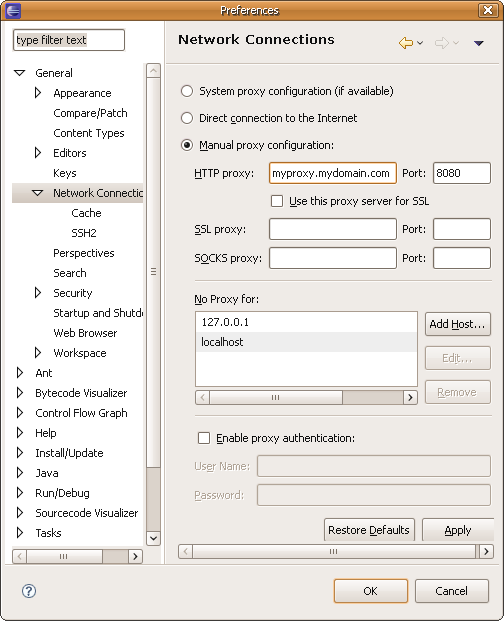 Preferences
type filter text
General
Appearance
Compare/Patch
Content Types
Editors
Keys
Network Connectic
Cache
SSH2
Perspectives
Search
Security
Startup and Shutd
Web Browser
Workspace
Ant
Bytecode Visualizer
Control Flow Graph
Help
Install/Update
Java
Run/Debug
Sourcecode Visualizer
Tasks
Network Connections
System proxy configuration (if available)
Direct connection to the Internet
Manual proxy configuration:
HTTP proxy: myproxy.mydomain.com Port: 8080
Use this proxy server for SSL
SSL proxy: Port:
SOCKS proxy: Port:
No Proxy for:
127.0.0.1
localhost
Add Host...
Edit...
Remove
Enable proxy authentication:
User Name:
Password:
Restore Defaults Apply
? OK Cancel